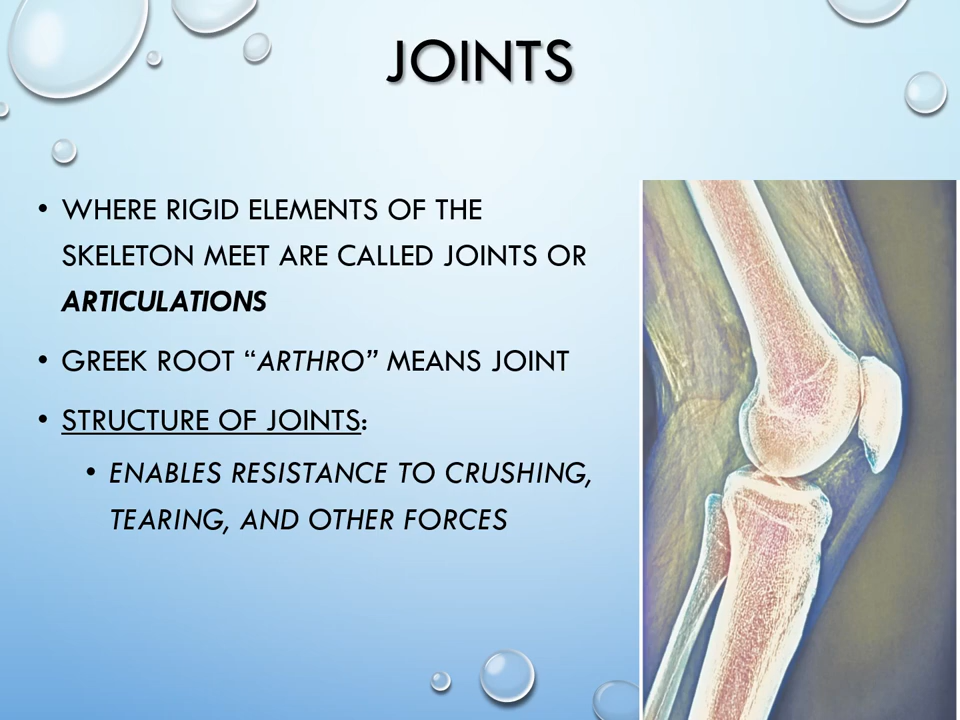 JOINTS
• WHERE RIGID ELEMENTS OF THE
SKELETON MEET ARE CALLED JOINTS OR
ARTICULATIONS
• GREEK ROOT “ARTHRO” MEANS JOINT
• STRUCTURE OF JOINTS:
• ENABLES RESISTANCE TO CRUSHING,
TEARING, AND OTHER FORCES